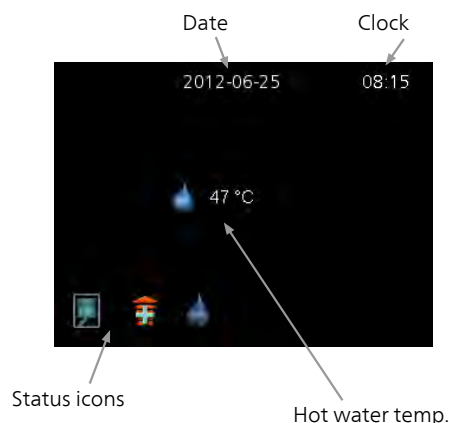 Date Clock
2012-06-25 08:15
47 °C
Status icons
Hot water temp.